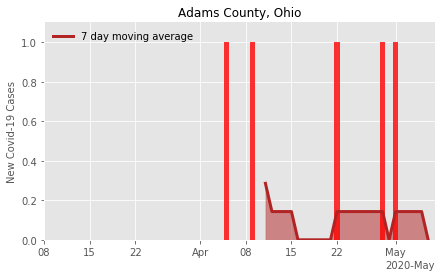 Adams County, Ohio
7 day moving average
New Covid-19 Cases
1.0
0.8
0.6
0.4
0.2
0.0
08
15
22
Apr
08
15
22
May
2020-May